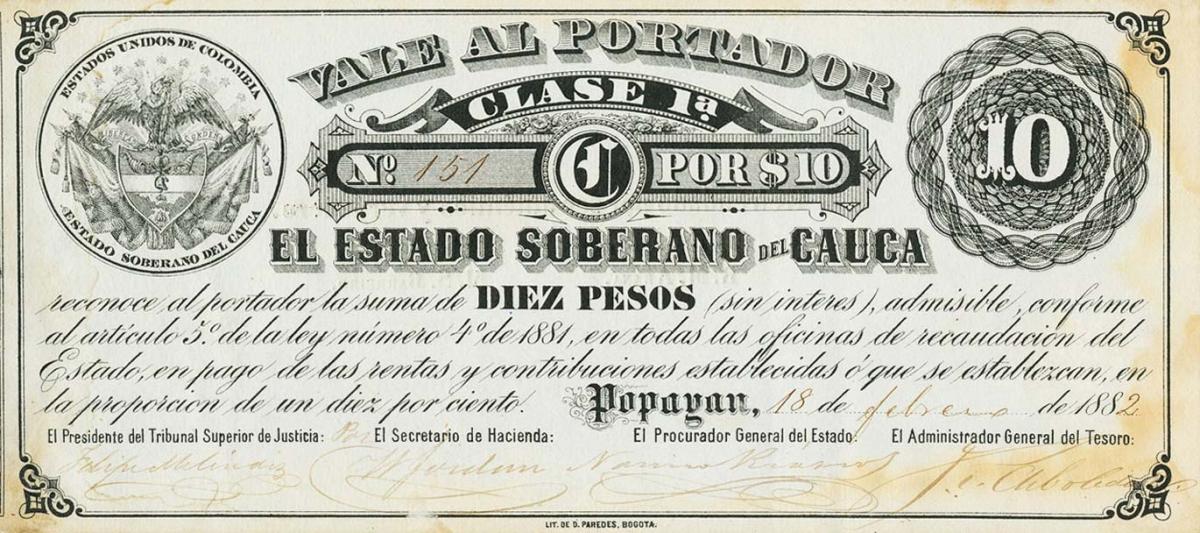 ESTADOS UNIDOS DE COLOMBIA
ESTADO SOBERANO DEL CAUCA
VALE AL PORTADOR
CLASE 1ª
Nº 151
C
POR $10
10
EL ESTADO SOBERANO DEL CAUCA
reconoce al portador la suma de DIEZ PESOS (sin interes), admisible, conforme
al artículo 5º. de la ley número 4º de 1881, en todas las oficinas de recaudación del
Estado, en pago de las rentas y contribuciones establecidas ó que se establezcan, en
la proporcion de un diez por ciento. Popayan, 18 de febrero de 1882
El Presidente del Tribunal Superior de Justicia: El Secretario de Hacienda: El Procurador General del Estado: El Administrador General del Tesoro:
LIT. DE D. PAREDES, BOGOTA.